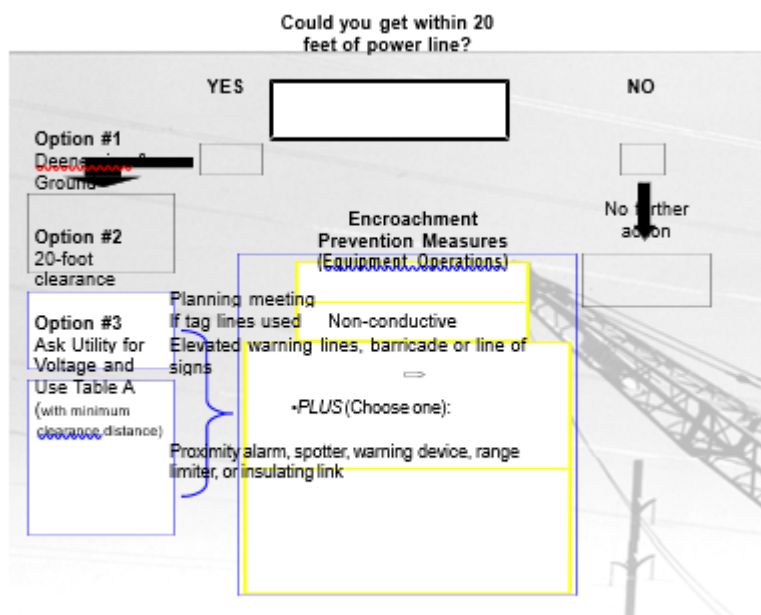 Could you get within 20
feet of power line?
YES
NO
Option #1
Ground
No further
action
Option #2
20-foot
clearance
Encroachment
Prevention Measures
(Equipment Operations)
Option #3
Ask Utility for
Voltage and
Use Table A
(with minimum
clearance distance)
Planning meeting
If tag lines used
Non-conductive
Elevated warning lines, barricade or line of
signs
•PLUS (Choose one):
Proximity alarm, spotter, warning device, range
limiter, or insulating link